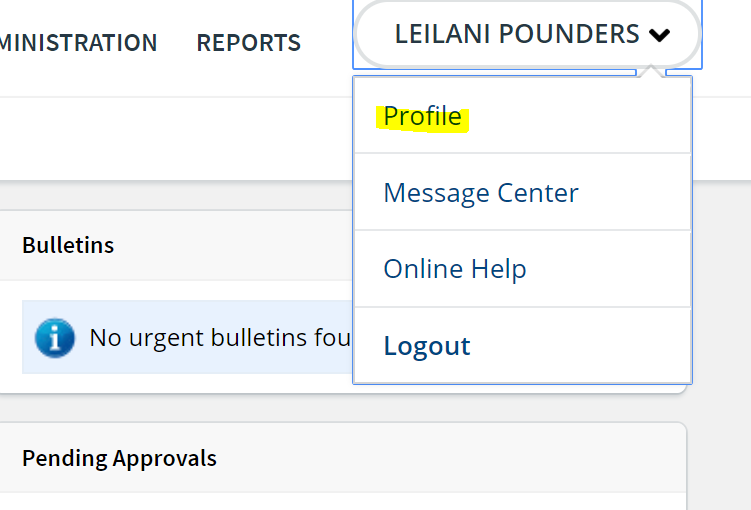 MINISTRATION REPORTS LEILANI POUNDERS
Profile
Message Center
Bulletins
Online Help
No urgent bulletins fou
Logout
Pending Approvals